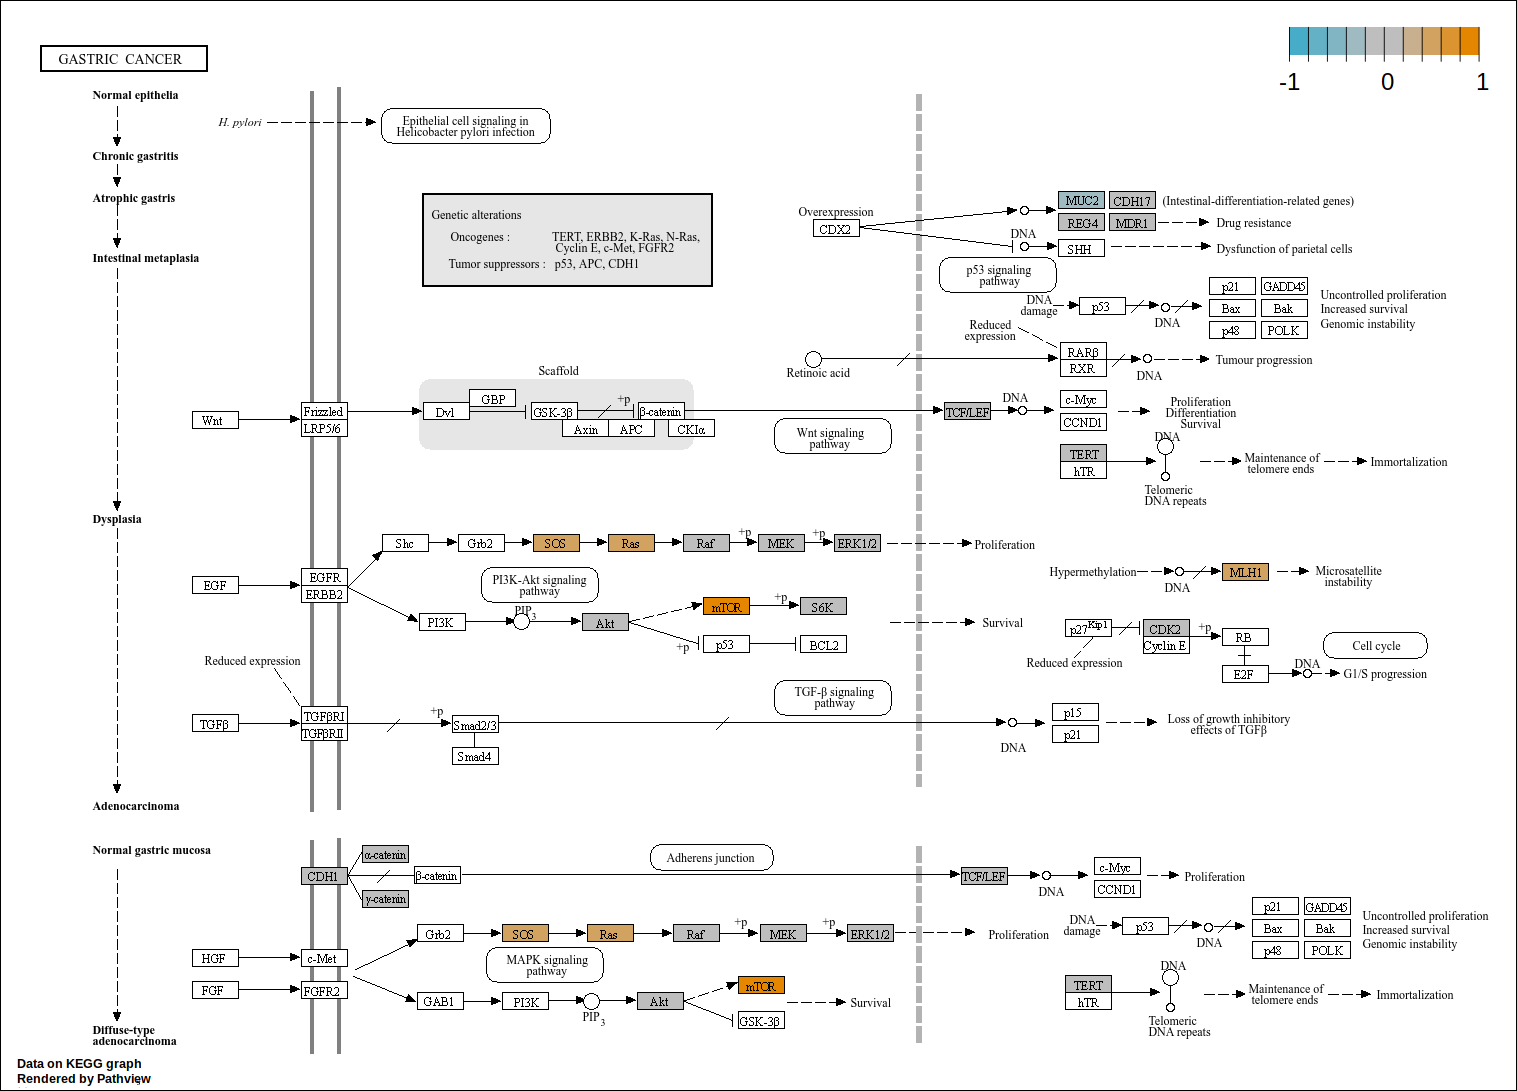 GASTRIC CANCER
-1 0 1
Normal epithelia
H. pylori
Epithelial cell signaling in
Helicobacter pylori infection
Chronic gastritis
Atrophic gastris
Genetic alterations
Oncogenes : TERT, ERBB2, K-Ras, N-Ras,
Cyclin E, c-Met, FGFR2
Tumor suppressors : p53, APC, CDH1
Overexpression
CDX2
MUC2 CDH17 (Intestinal-differentiation-related genes)
REG4 MDR1 Drug resistance
DNA
SHH Dysfunction of parietal cells
Intestinal metaplasia
p53 signaling
pathway
DNA
damage
p53
DNA
p21 GADD45
Bax Bak
p48 POLK
Uncontrolled proliferation
Increased survival
Genomic instability
Reduced
expression
Retinoic acid
RARβ
RXR
DNA
Tumour progression
Scaffold
Wnt
Frizzled
LRP5/6
Dvl
GBP
GSK-3β
+p
β-catenin
Axin APC CKIα
Wnt signaling
pathway
TCF/LEF
DNA
c-Myc
CCND1
Proliferation
Differentiation
Survival
DNA
TERT
hTR
Telomeric
DNA repeats
Maintenance of
telomere ends
Immortalization
Dysplasia
EGF
EGFR
ERBB2
Shc Grb2 SOS Ras Raf +p MEK +p ERK1/2 Proliferation
PI3K-Akt signaling
pathway
PI3K
PIP3
Akt
mTOR +p S6K
+p p53 BCL2
Survival
Hypermethylation
DNA
MLH1
Microsatellite
instability
p27Kip1
Reduced expression
CDK2
Cyclin E
+p
RB
E2F
DNA
Cell cycle
G1/S progression
Reduced expression
TGFβ
TGFβRI
TGFβRII
+p
Smad2/3
Smad4
TGF-β signaling
pathway
DNA
p15
p21
Loss of growth inhibitory
effects of TGFβ
Adenocarcinoma
Normal gastric mucosa
CDH1
α-catenin
β-catenin
γ-catenin
Adherens junction
TCF/LEF
DNA
c-Myc
CCND1
Proliferation
HGF
FGF
c-Met
FGFR2
Grb2 SOS Ras Raf +p MEK +p ERK1/2 Proliferation
MAPK signaling
pathway
GAB1 PI3K
PIP3
Akt
mTOR
GSK-3β
Survival
DNA
damage
p53
DNA
p21 GADD45
Bax Bak
p48 POLK
Uncontrolled proliferation
Increased survival
Genomic instability
DNA
TERT
hTR
Telomeric
DNA repeats
Maintenance of
telomere ends
Immortalization
Diffuse-type
adenocarcinoma
Data on KEGG graph
Rendered by Pathview